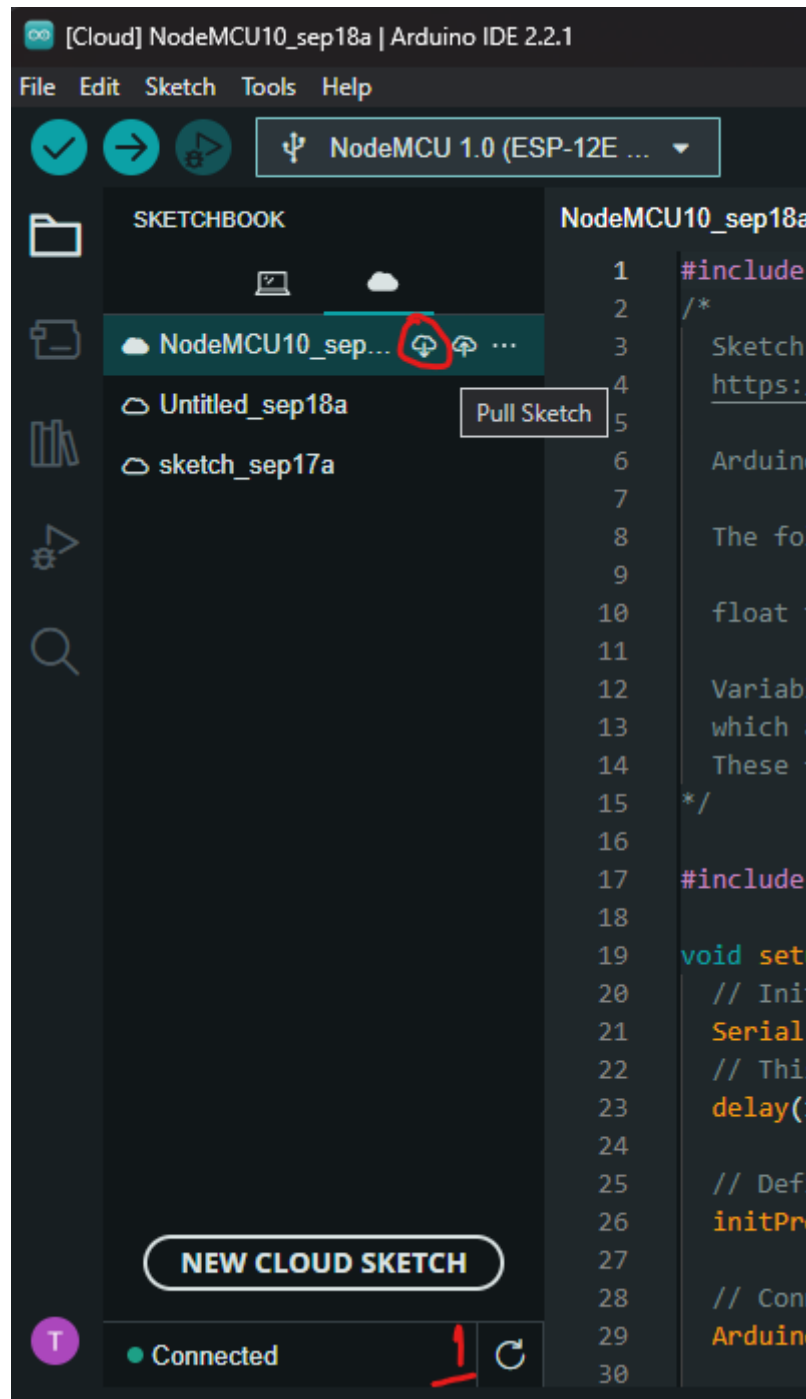 [Cloud] NodeMCU10_sep18a | Arduino IDE 2.2.1
File Edit Sketch Tools Help
NodeMCU 1.0 (ESP-12E ...
SKETCHBOOK
NodeMCU10_sep18a
NodeMCU10_sep...
Untitled_sep18a
sketch_sep17a
Pull Sketch
1 #include
2 /*
3 Sketch
4 https:
5
6 Arduin
7
8 The fo
9
10 float
11
12 Variab
13 which
14 These
15 */
16
17 #include
18
19 void set
20 // Ini
21 Serial
22 // Thi
23 delay(
24
25 // Def
26 initPr
27
28 // Con
29 Arduin
30
NEW CLOUD SKETCH
T
Connected
1